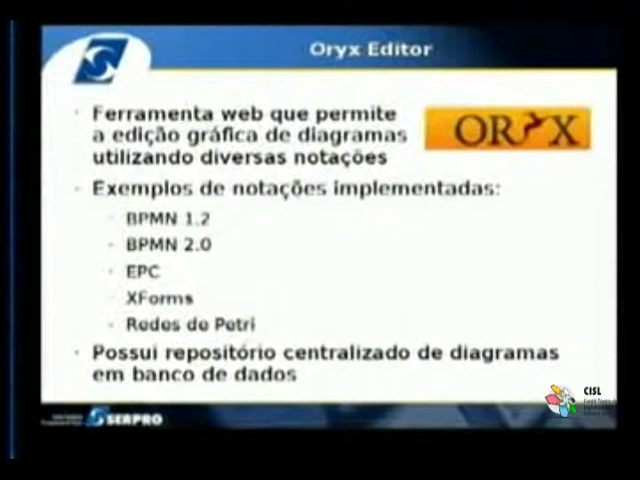 Oryx Editor
Ferramenta web que permite
a edição gráfica de diagramas
utilizando diversas notações
ORYX
Exemplos de notações implementadas:
BPMN 1.2
BPMN 2.0
EPC
XForms
Redes de Petri
Possui repositório centralizado de diagramas
em banco de dados
CISL
SERPRO